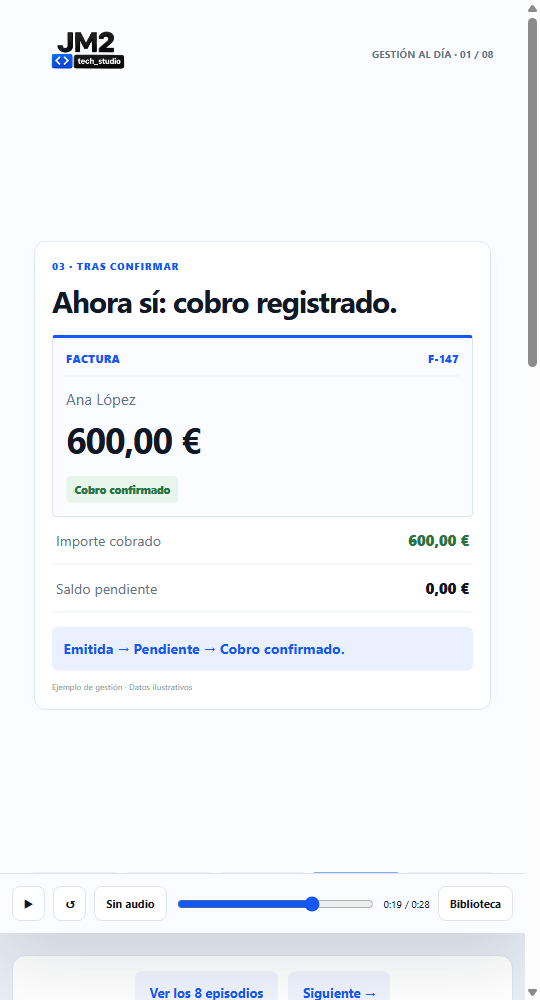 JM2
<> tech_studio
GESTIÓN AL DÍA · 01 / 08
03 · TRAS CONFIRMAR
Ahora sí: cobro registrado.
FACTURA F-147
Ana López
600,00 €
Cobro confirmado
Importe cobrado 600,00 €
Saldo pendiente 0,00 €
Emitida → Pendiente → Cobro confirmado.
Ejemplo de gestión · Datos ilustrativos
▶ ↺ Sin audio 0:19 / 0:28 Biblioteca
Ver los 8 episodios Siguiente →